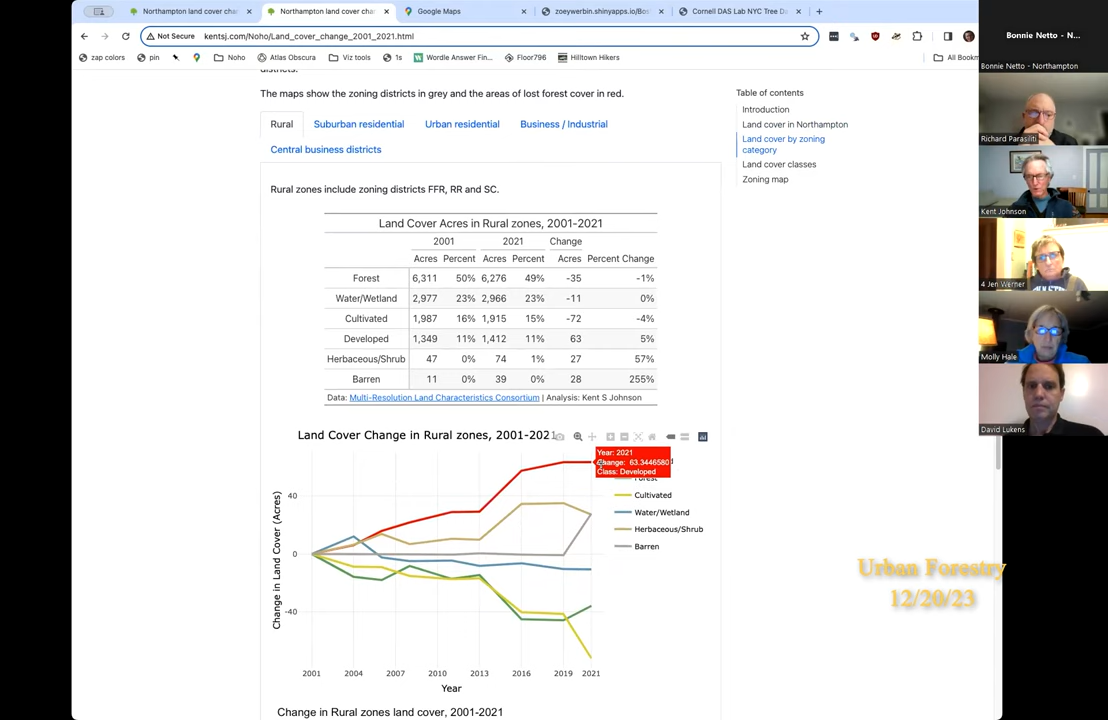 Northampton land cover cha
Northampton land cover chan
Google Maps
zoeywerbin.shinyapps.io/Bos
Cornell DAS Lab NYC Tree Da
Not Secure
kentsj.com/Noho/Land_cover_change_2001_2021.html
zap colors
pin
Noho
Atlas Obscura
Viz tools
1s
Wordle Answer Fin...
Floor796
Hilltown Hikers
All Bookm
districts.
The maps show the zoning districts in grey and the areas of lost forest cover in red.
Rural Suburban residential Urban residential Business / Industrial
Central business districts
Rural zones include zoning districts FFR, RR and SC.
Land Cover Acres in Rural zones, 2001-2021
2001 2021 Change
Acres Percent Acres Percent Acres Percent Change
Forest 6,311 50% 6,276 49% -35 -1%
Water/Wetland 2,977 23% 2,966 23% -11 0%
Cultivated 1,987 16% 1,915 15% -72 -4%
Developed 1,349 11% 1,412 11% 63 5%
Herbaceous/Shrub 47 0% 74 1% 27 57%
Barren 11 0% 39 0% 28 255%
Data: Multi-Resolution Land Characteristics Consortium | Analysis: Kent S Johnson
Land Cover Change in Rural zones, 2001-2021
Year: 2021
Change: 63.3446580
Class: Developed
Forest
Cultivated
Water/Wetland
Herbaceous/Shrub
Barren
Change in Land Cover (Acres)
40
0
-40
2001 2004 2007 2010 2013 2016 2019 2021
Year
Change in Rural zones land cover, 2001-2021
Table of contents
Introduction
Land cover in Northampton
Land cover by zoning
category
Land cover classes
Zoning map
Bonnie Netto - N...
Bonnie Netto - Northampton
Richard Parasiliti
Kent Johnson
4 Jen Werner
Molly Hale
David Lukens
Urban Forestry
12/20/23